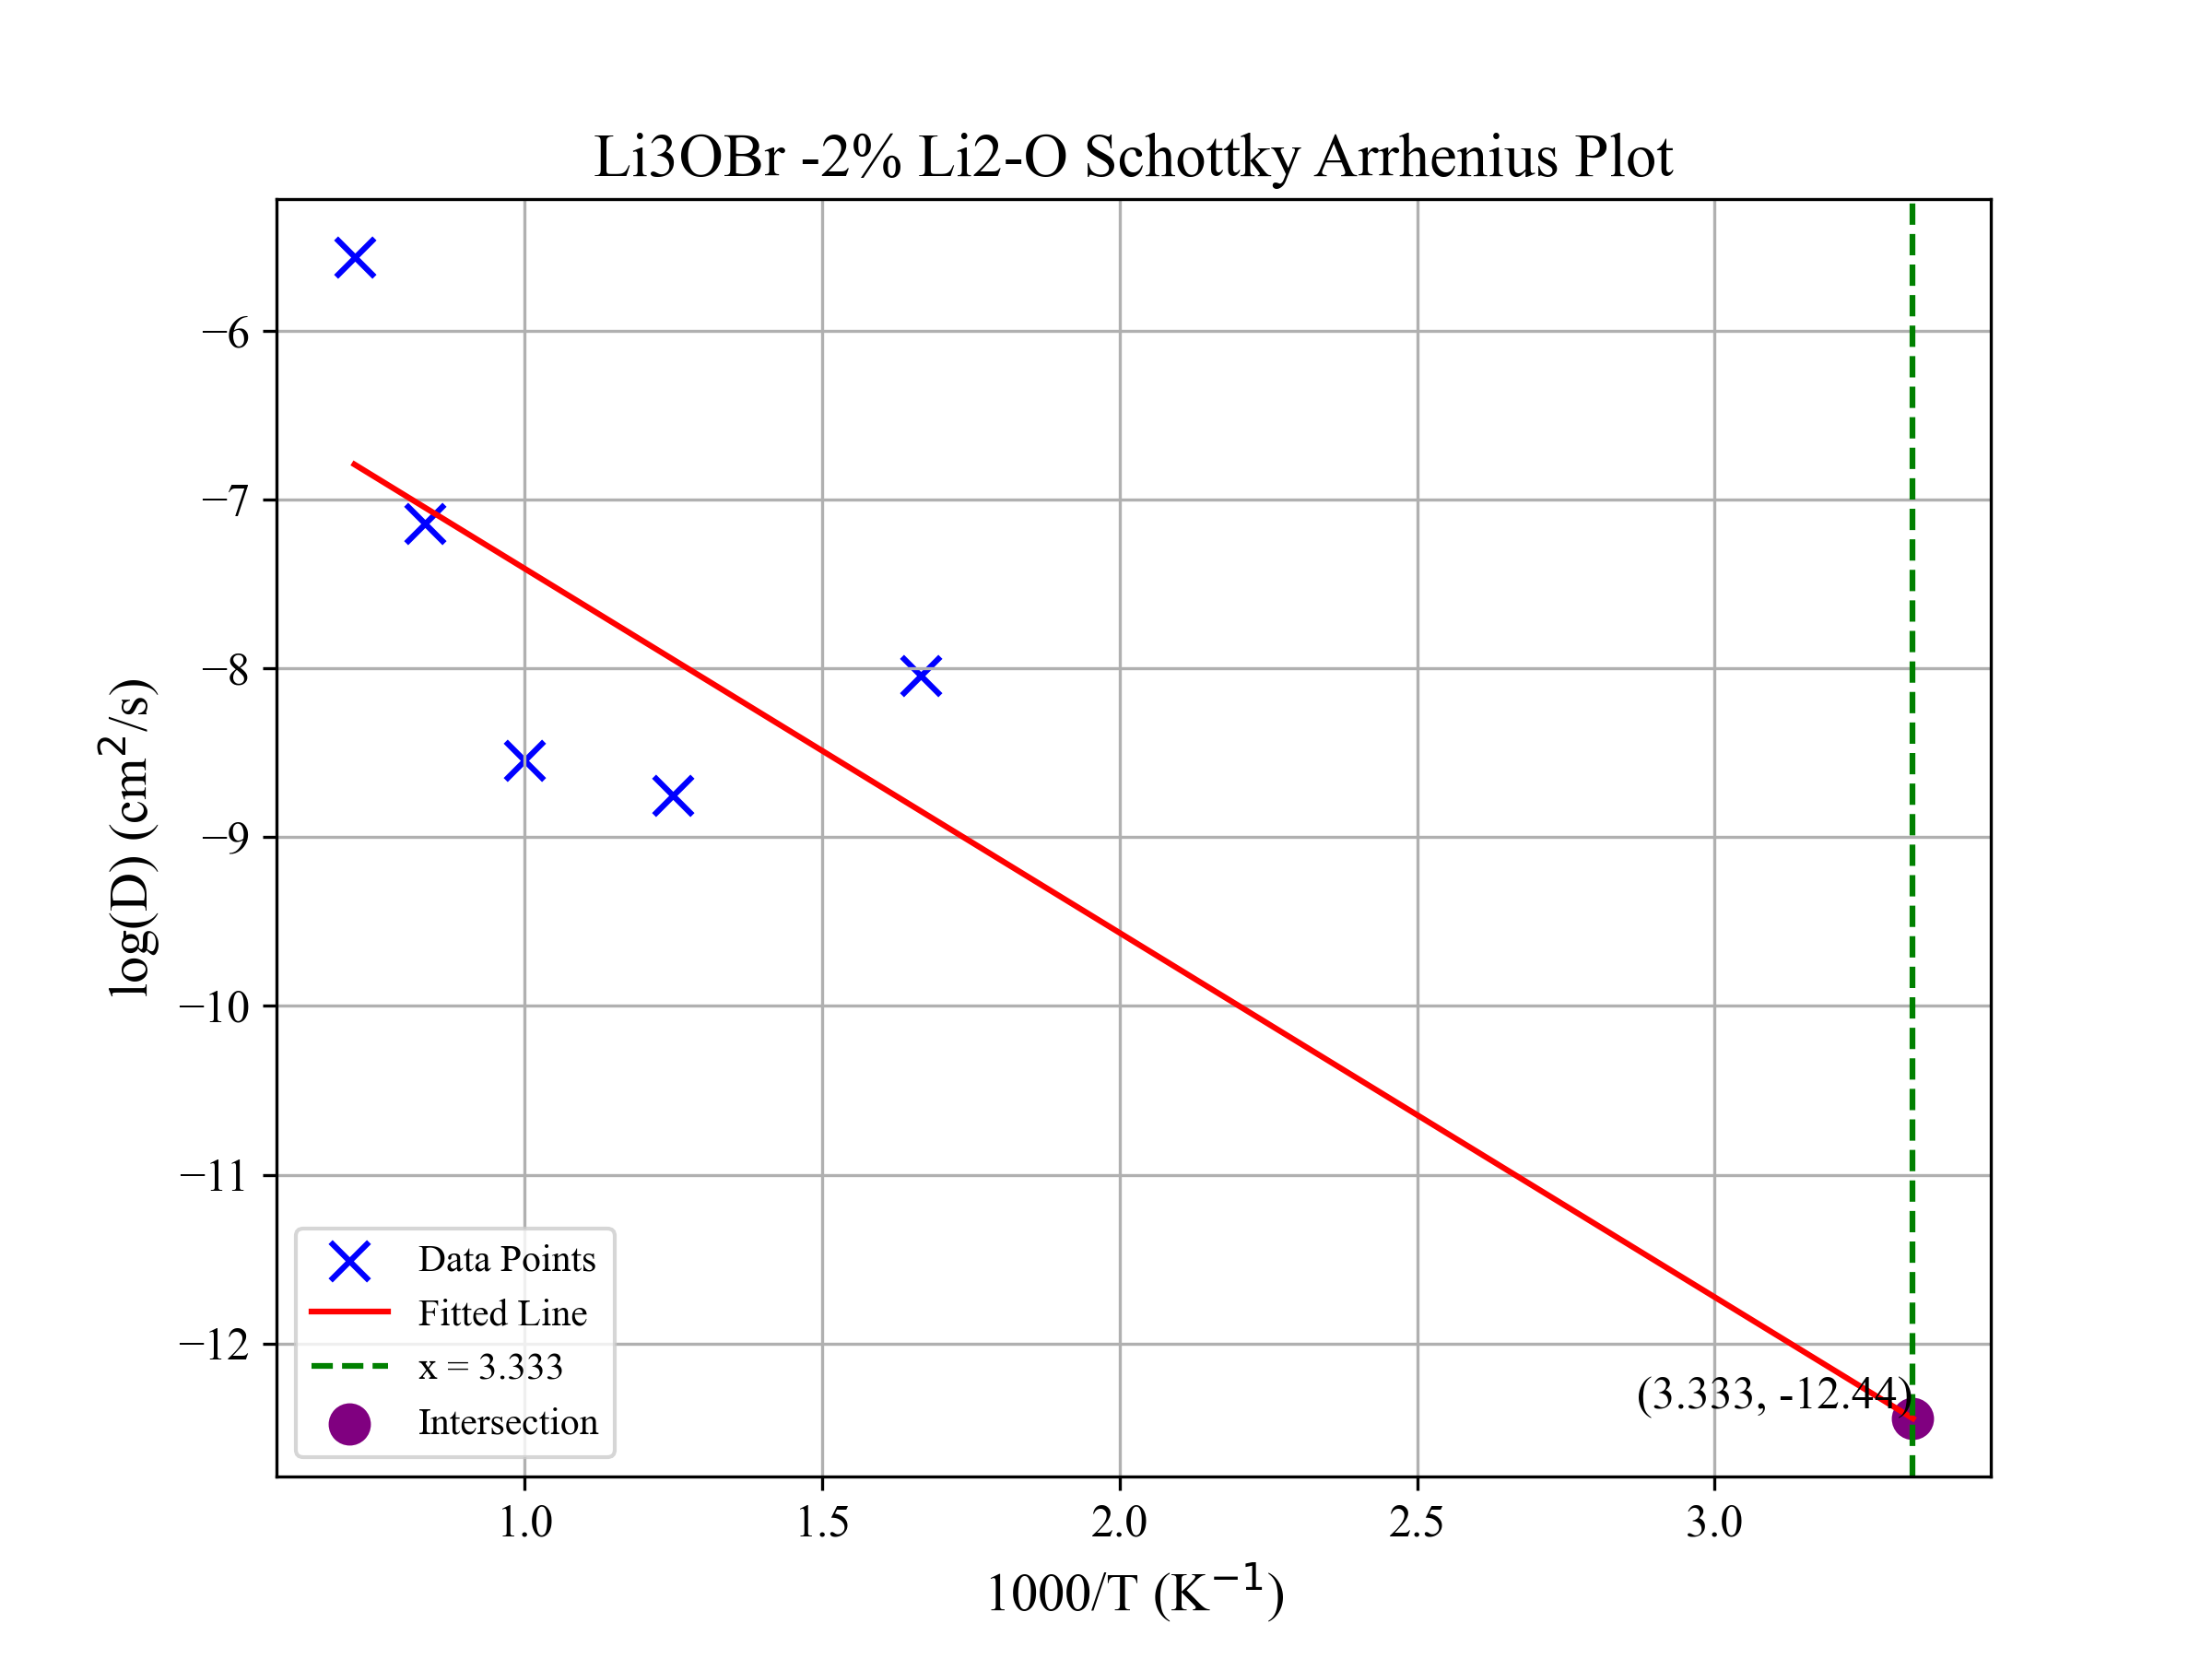 Li3OBr -2% Li2-O Schottky Arrhenius Plot
log(D) (cm²/s)
−6
−7
−8
−9
−10
−11
−12
Data Points
Fitted Line
x = 3.333
Intersection
(3.333, -12.44)
1.0 1.5 2.0 2.5 3.0
1000/T (K⁻¹)